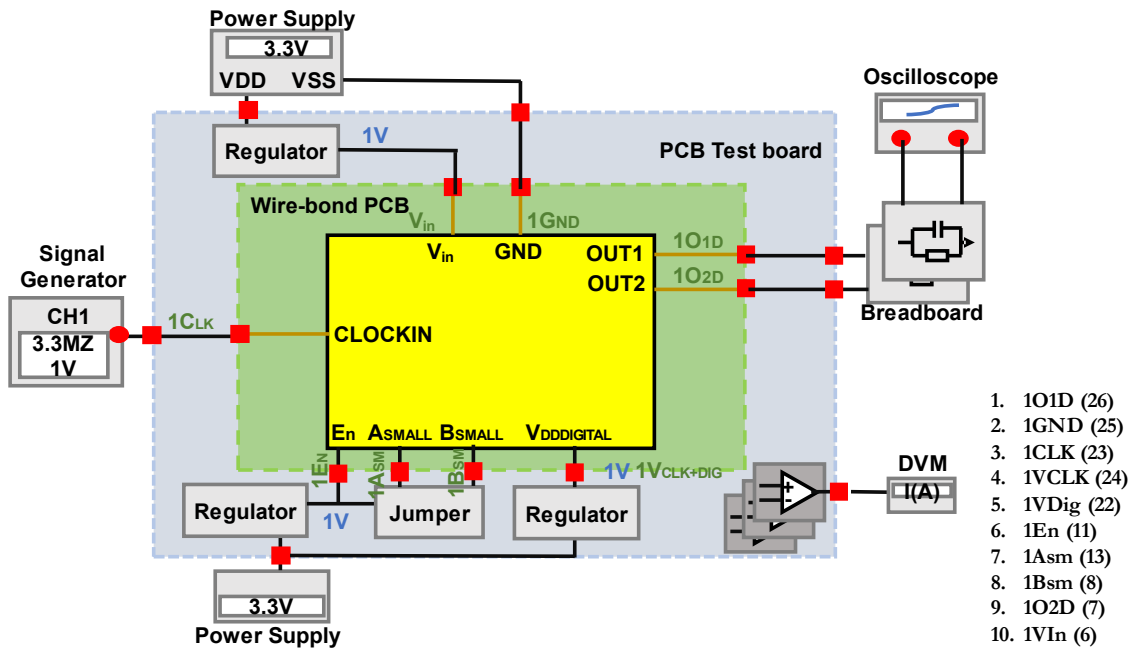 Power Supply
3.3V
VDD VSS
Oscilloscope
Regulator
1V
PCB Test board
Wire-bond PCB
Vin
1GND
Vin
GND
OUT1
1O1D
OUT2
1O2D
Breadboard
Signal
Generator
CH1
3.3MZ
1V
1CLK
CLOCKIN
En
ASMALL
BSMALL
VDDDIGITAL
1EN
1ASM
1BSM
1V
1VCLK+DIG
Regulator
1V
Jumper
Regulator
DVM
I(A)
3.3V
Power Supply
1. 1O1D (26)
2. 1GND (25)
3. 1CLK (23)
4. 1VCLK (24)
5. 1VDig (22)
6. 1En (11)
7. 1Asm (13)
8. 1Bsm (8)
9. 1O2D (7)
10. 1VIn (6)